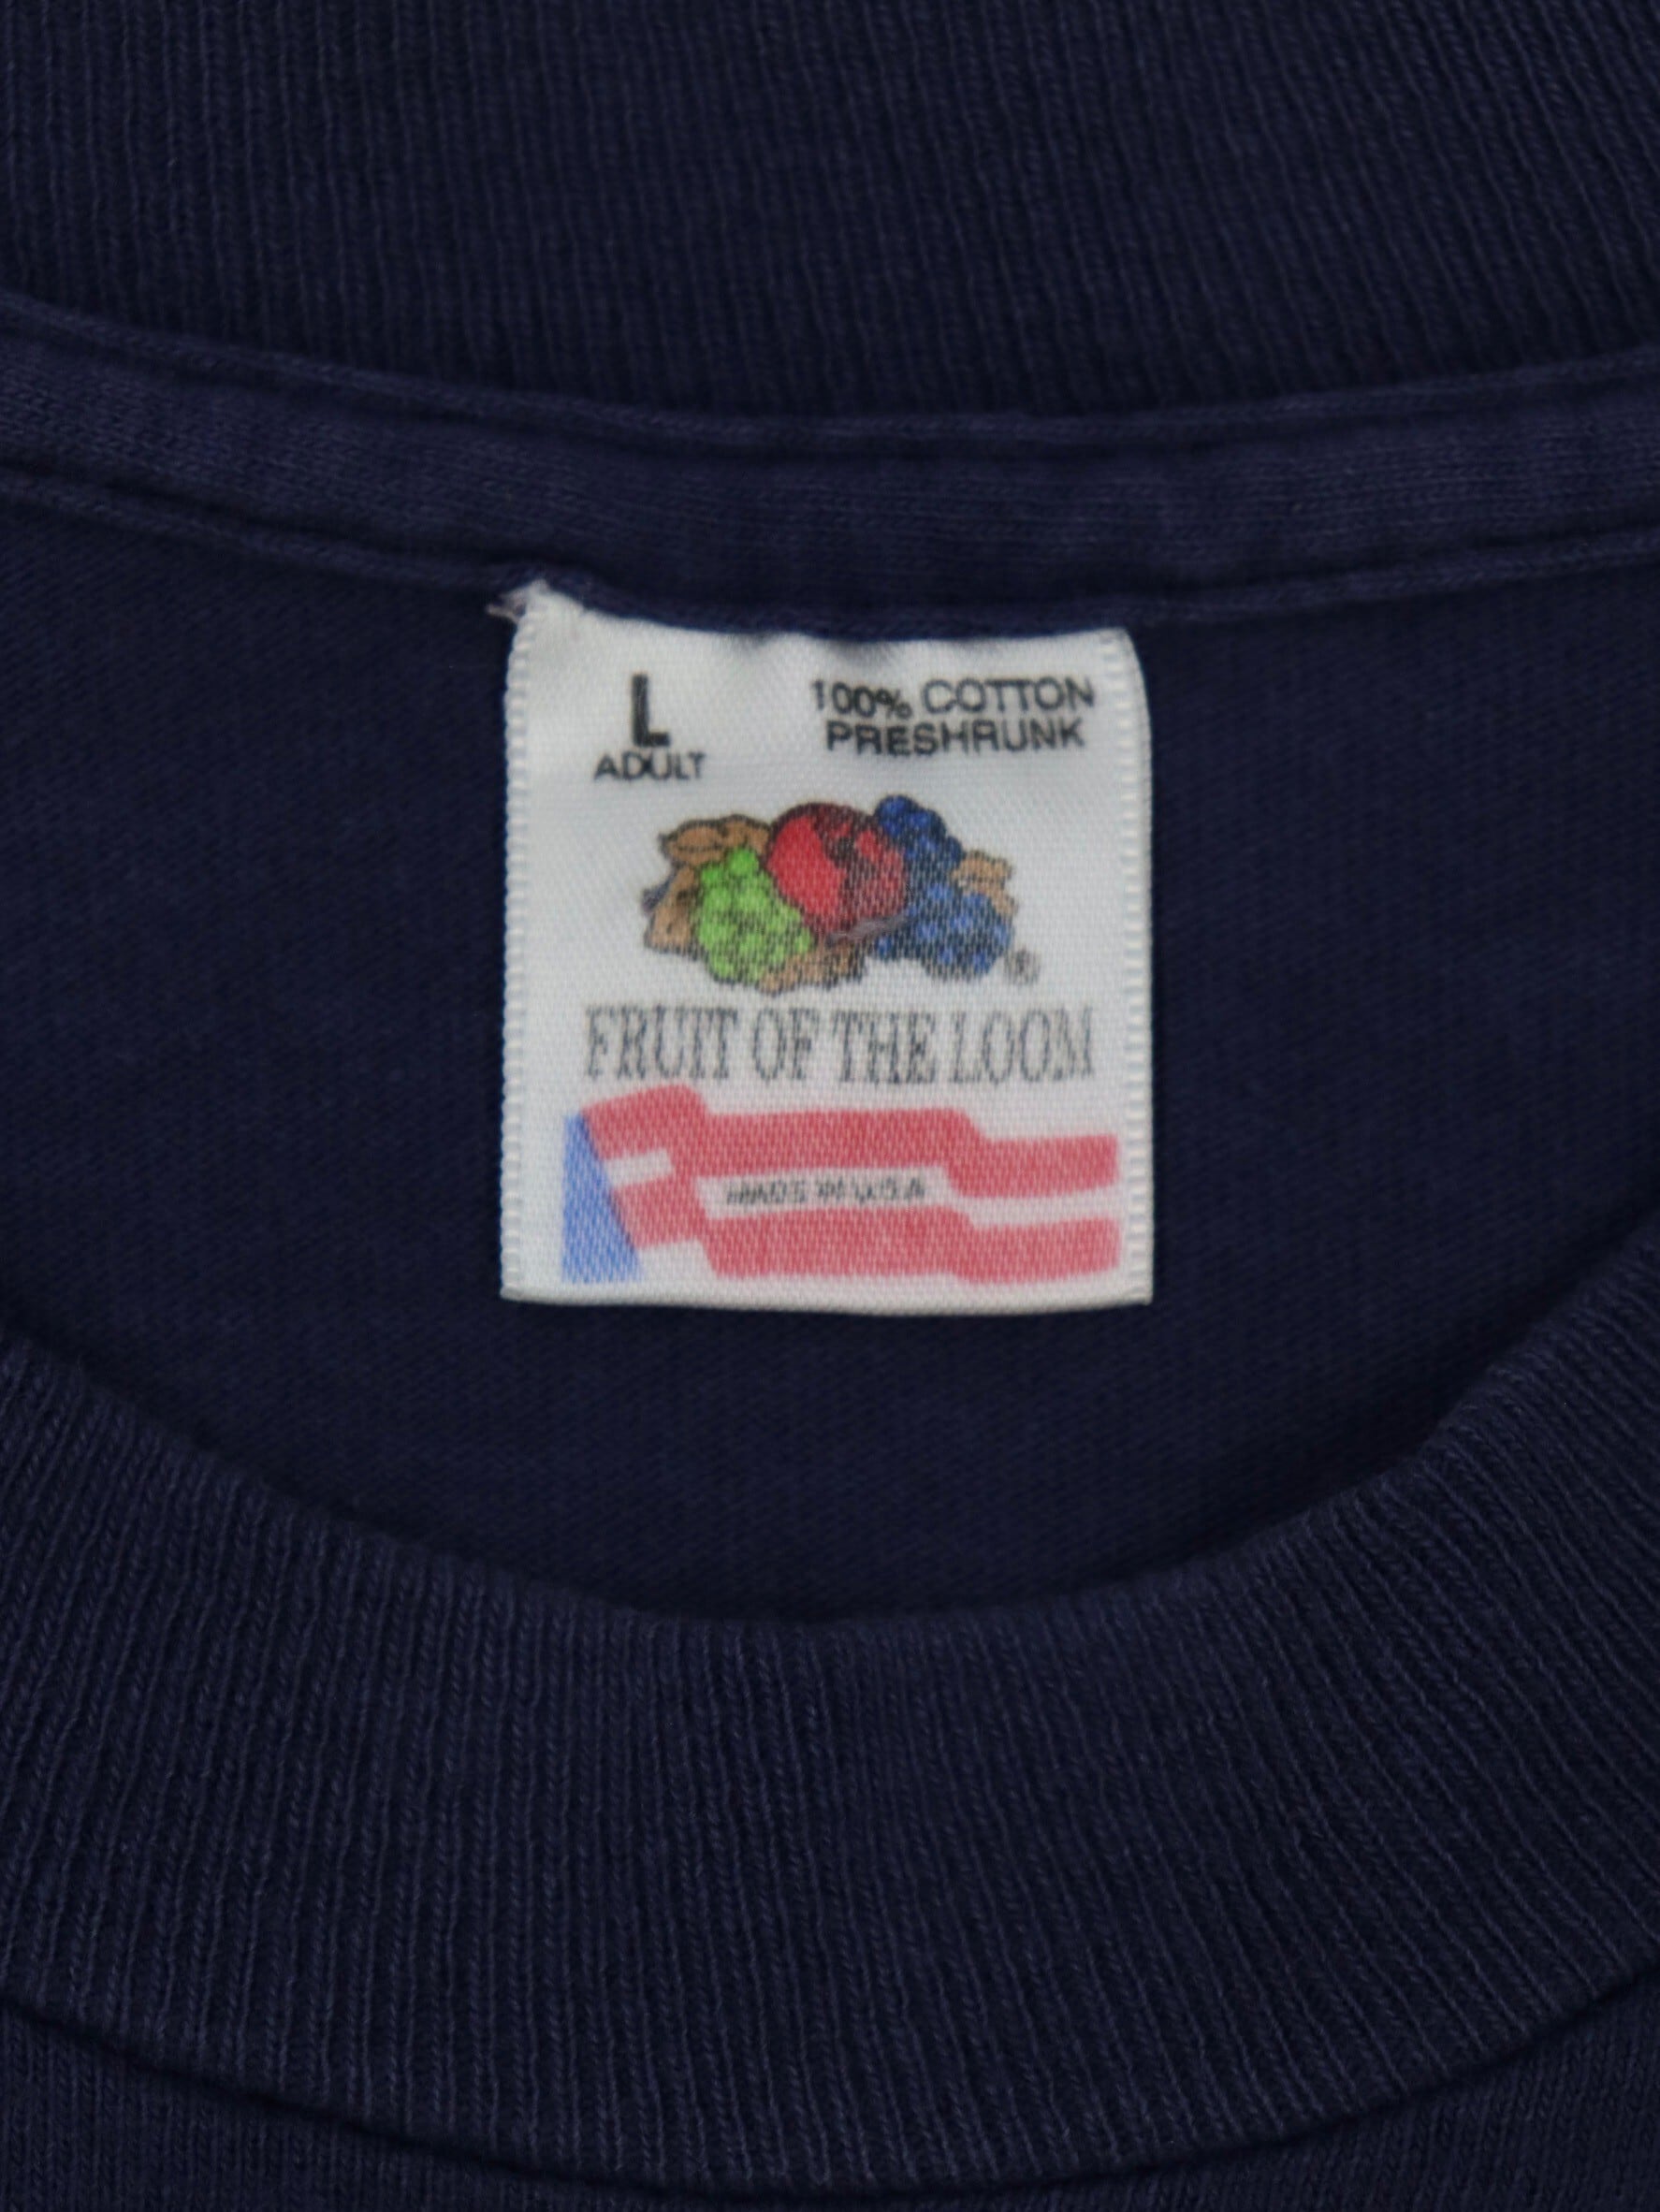 L
ADULT
100% COTTON
PRESHRUNK
®
FRUIT OF THE LOOM
MADE IN U.S.A.